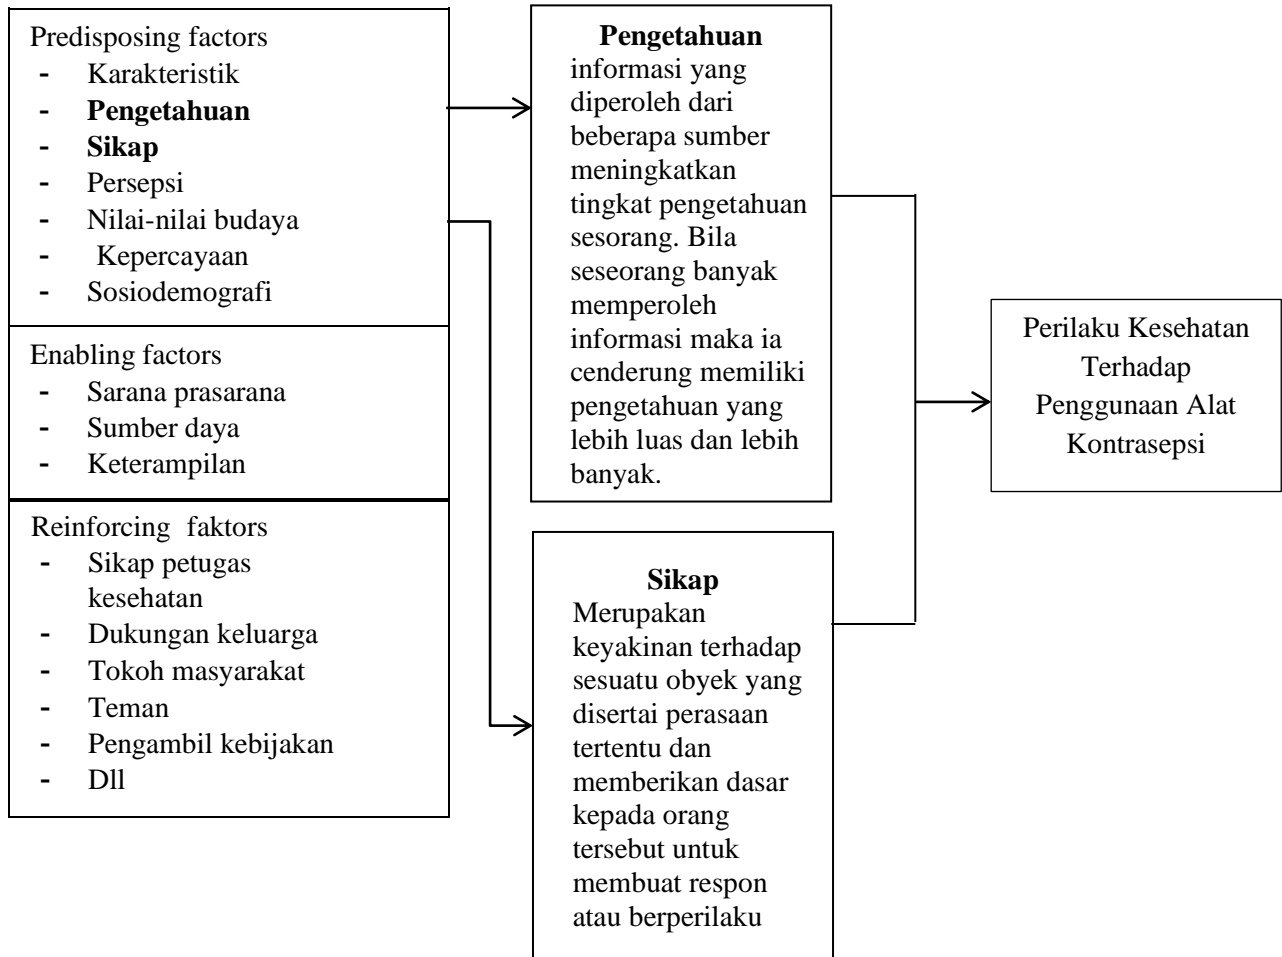 Predisposing factors
- Karakteristik
- Pengetahuan
- Sikap
- Persepsi
- Nilai-nilai budaya
- Kepercayaan
- Sosiodemografi
Enabling factors
- Sarana prasarana
- Sumber daya
- Keterampilan
Reinforcing faktors
- Sikap petugas
kesehatan
- Dukungan keluarga
- Tokoh masyarakat
- Teman
- Pengambil kebijakan
- Dll
Pengetahuan
informasi yang
diperoleh dari
beberapa sumber
meningkatkan
tingkat pengetahuan
sesorang. Bila
seseorang banyak
memperoleh
informasi maka ia
cenderung memiliki
pengetahuan yang
lebih luas dan lebih
banyak.
Sikap
Merupakan
keyakinan terhadap
sesuatu obyek yang
disertai perasaan
tertentu dan
memberikan dasar
kepada orang
tersebut untuk
membuat respon
atau berperilaku
Perilaku Kesehatan
Terhadap
Penggunaan Alat
Kontrasepsi